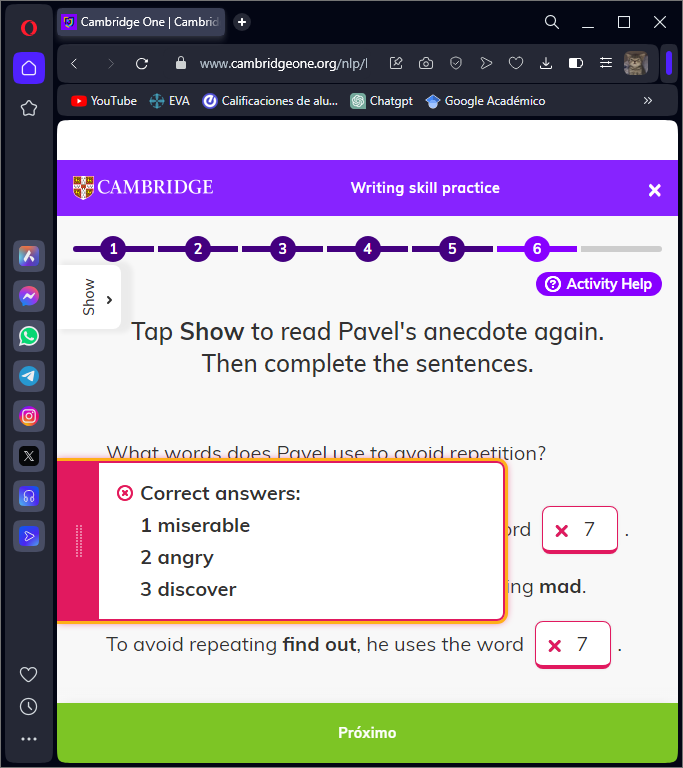 Cambridge One | Cambrid
www.cambridgeone.org/nlp/l
YouTube
EVA
Calificaciones de alu...
Chatgpt
Google Académico
CAMBRIDGE
Writing skill practice
1 2 3 4 5 6
Show
Activity Help
Tap Show to read Pavel's anecdote again.
Then complete the sentences.
What words does Pavel use to avoid repetition?
Correct answers:
1 miserable
2 angry
3 discover
ord 7 .
ing mad.
To avoid repeating find out, he uses the word 7 .
Próximo